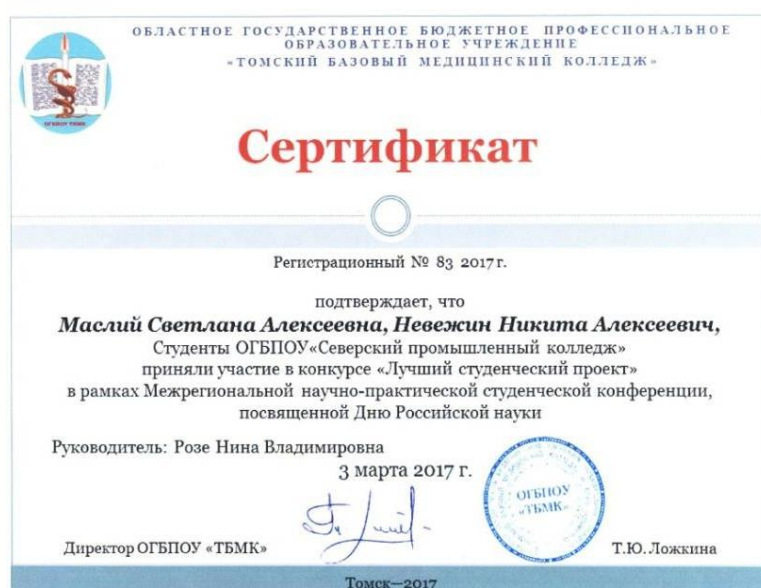 ОБЛАСТНОЕ ГОСУДАРСТВЕННОЕ БЮДЖЕТНОЕ ПРОФЕССИОНАЛЬНОЕ
ОБРАЗОВАТЕЛЬНОЕ УЧРЕЖДЕНИЕ
«ТОМСКИЙ БАЗОВЫЙ МЕДИЦИНСКИЙ КОЛЛЕДЖ»
ОГБПОУ ТБМК
Сертификат
Регистрационный № 83 2017 г.
подтверждает, что
Маслий Светлана Алексеевна, Невежин Никита Алексеевич,
Студенты ОГБПОУ«Северский промышленный колледж»
приняли участие в конкурсе «Лучший студенческий проект»
в рамках Межрегиональной научно-практической студенческой конференции,
посвященной Дню Российской науки
Руководитель: Розе Нина Владимировна
3 марта 2017 г.
ОГБПОУ
«ТБМК»
Директор ОГБПОУ «ТБМК»
Т.Ю. Ложкина
Томск—2017